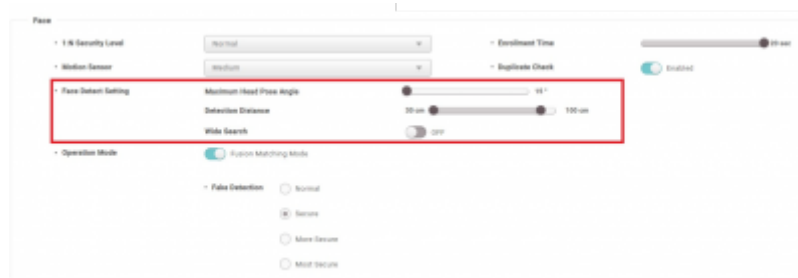 Face
1:N Security Level Normal Enrollment Time 20 sec
Motion Sensor Medium Duplicate Check Enabled
Face Detect Setting Maximum Head Pose Angle 15 °
Detection Distance 30 cm 100 cm
Wide Search OFF
Operation Mode Fusion Matching Mode
Fake Detection Normal
Secure
More Secure
Most Secure